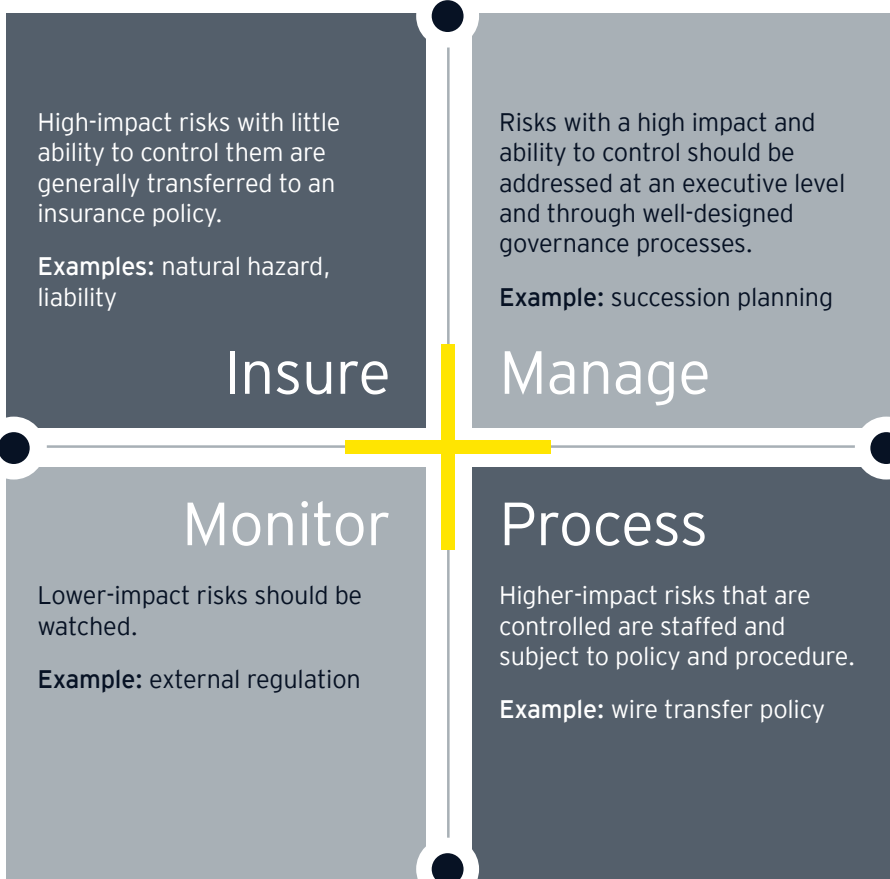 High-impact risks with little
ability to control them are
generally transferred to an
insurance policy.
Examples: natural hazard,
liability
Insure
Risks with a high impact and
ability to control should be
addressed at an executive level
and through well-designed
governance processes.
Example: succession planning
Manage
Monitor
Lower-impact risks should be
watched.
Example: external regulation
Process
Higher-impact risks that are
controlled are staffed and
subject to policy and procedure.
Example: wire transfer policy